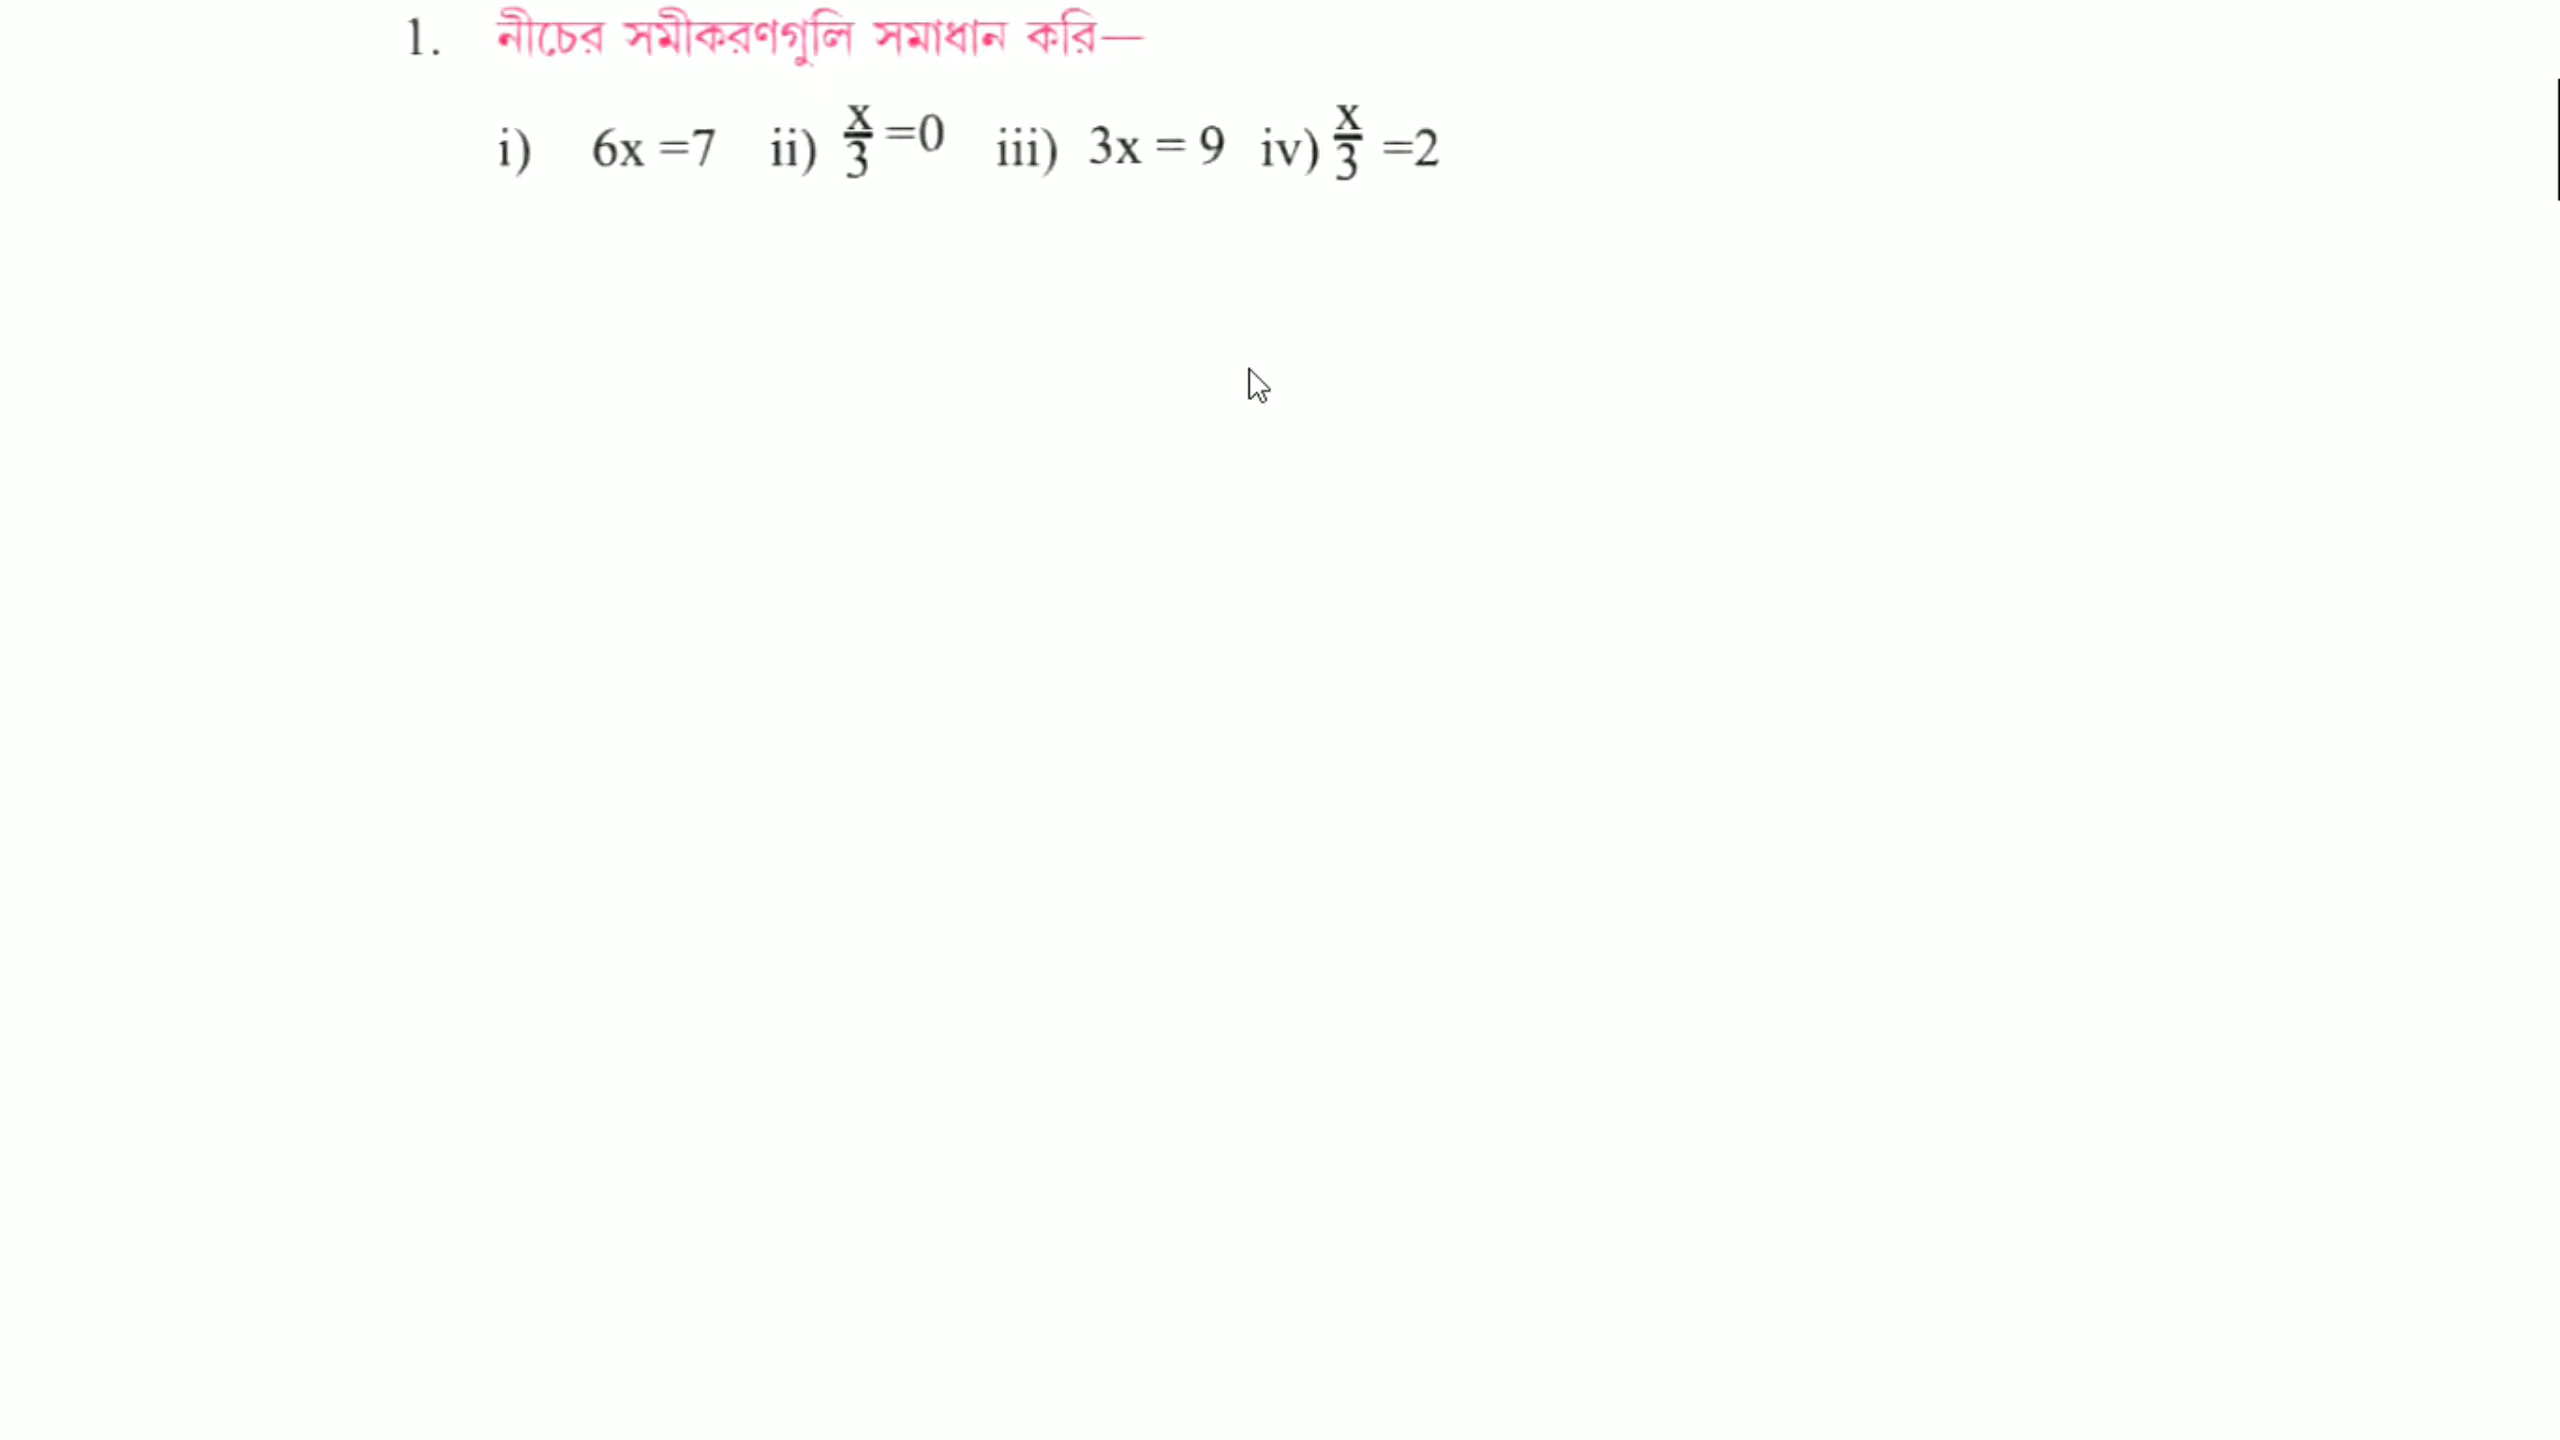 1. নীচের সমীকরণগুলি সমাধান করি—
i) 6x =7 ii) x/3 =0 iii) 3x = 9 iv) x/3 =2